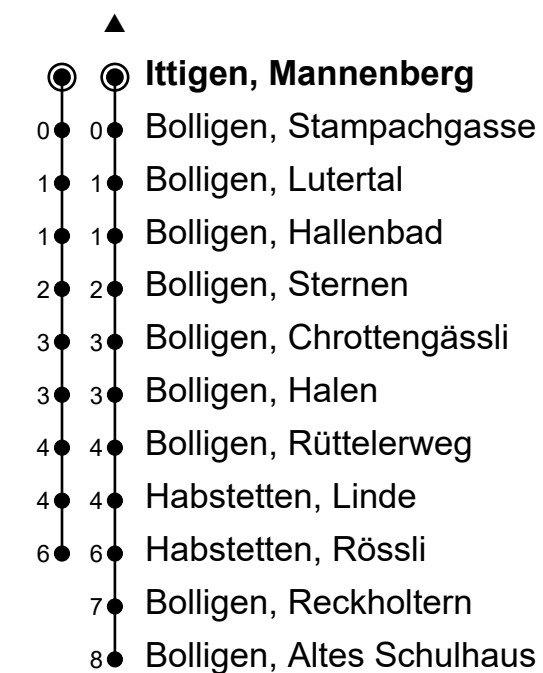 Ittigen, Mannenberg
0 0 Bolligen, Stampachgasse
1 1 Bolligen, Lutertal
1 1 Bolligen, Hallenbad
2 2 Bolligen, Sternen
3 3 Bolligen, Chrottengässli
3 3 Bolligen, Halen
4 4 Bolligen, Rüttelerweg
4 4 Habstetten, Linde
6 6 Habstetten, Rössli
7 Bolligen, Reckholtern
8 Bolligen, Altes Schulhaus